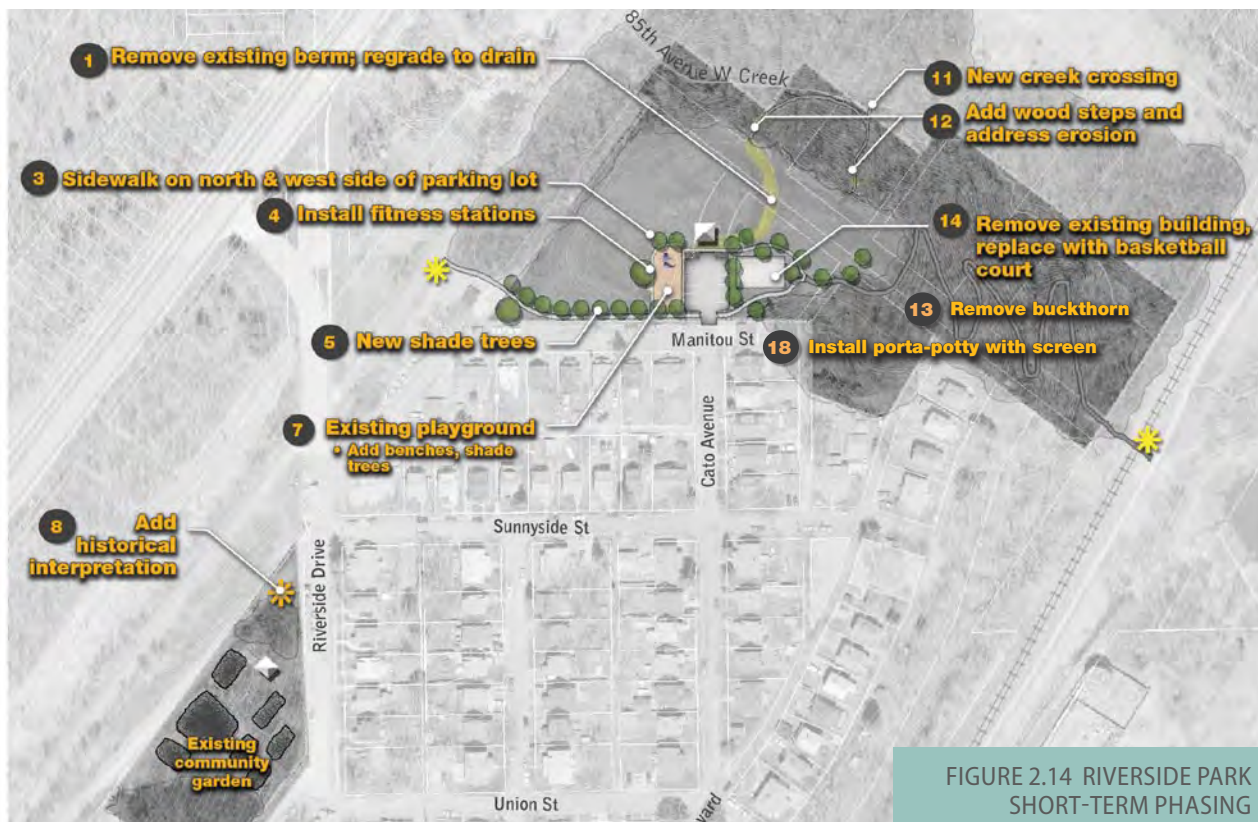 85th Avenue W Creek
1 Remove existing berm; regrade to drain
11 New creek crossing
12 Add wood steps and
address erosion
3 Sidewalk on north & west side of parking lot
4 Install fitness stations
14 Remove existing building,
replace with basketball
court
13 Remove buckthorn
5 New shade trees
Manitou St
18 Install porta-potty with screen
7 Existing playground
• Add benches, shade
trees
Cato Avenue
8 Add
historical
interpretation
Sunnyside St
Riverside Drive
Existing
community
garden
Union St
vard
FIGURE 2.14 RIVERSIDE PARK
SHORT-TERM PHASING